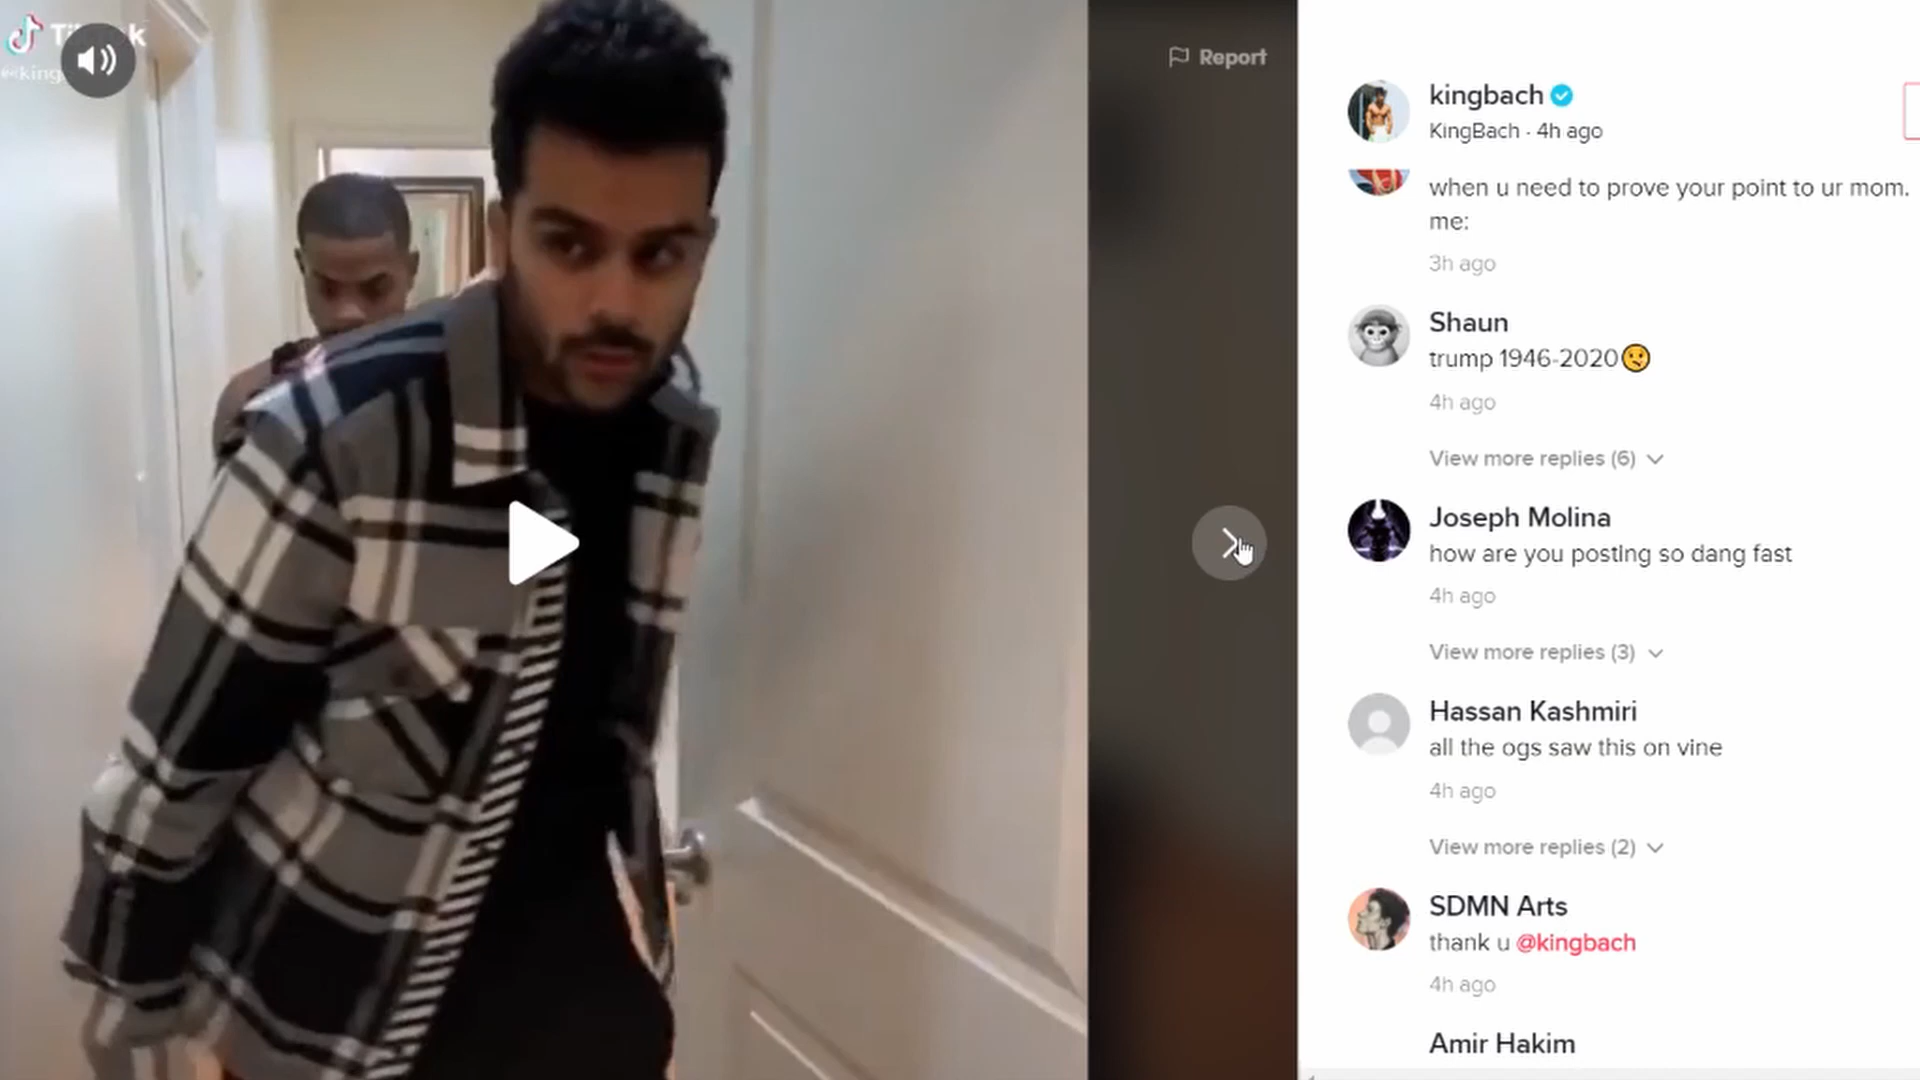 TikTok
@king
Report
kingbach
KingBach · 4h ago
when u need to prove your point to ur mom.
me:
3h ago
Shaun
trump 1946-2020🤨
4h ago
View more replies (6)
Joseph Molina
how are you postlng so dang fast
4h ago
View more replies (3)
Hassan Kashmiri
all the ogs saw this on vine
4h ago
View more replies (2)
SDMN Arts
thank u @kingbach
4h ago
Amir Hakim